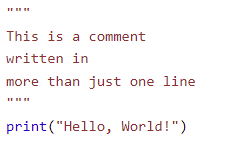 """
This is a comment
written in
more than just one line
"""
print("Hello, World!")